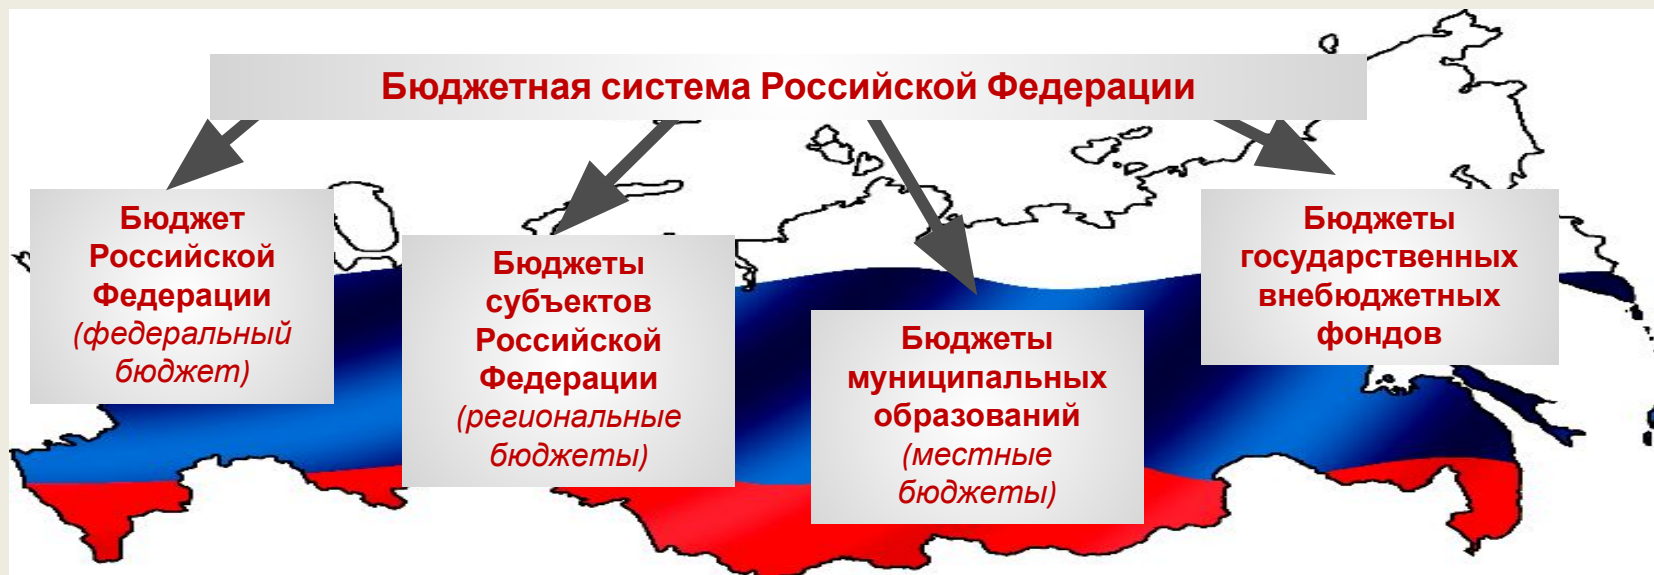 Бюджетная система Российской Федерации
Бюджет
Российской
Федерации
(федеральный
бюджет)
Бюджеты
субъектов
Российской
Федерации
(региональные
бюджеты)
Бюджеты
муниципальных
образований
(местные
бюджеты)
Бюджеты
государственных
внебюджетных
фондов